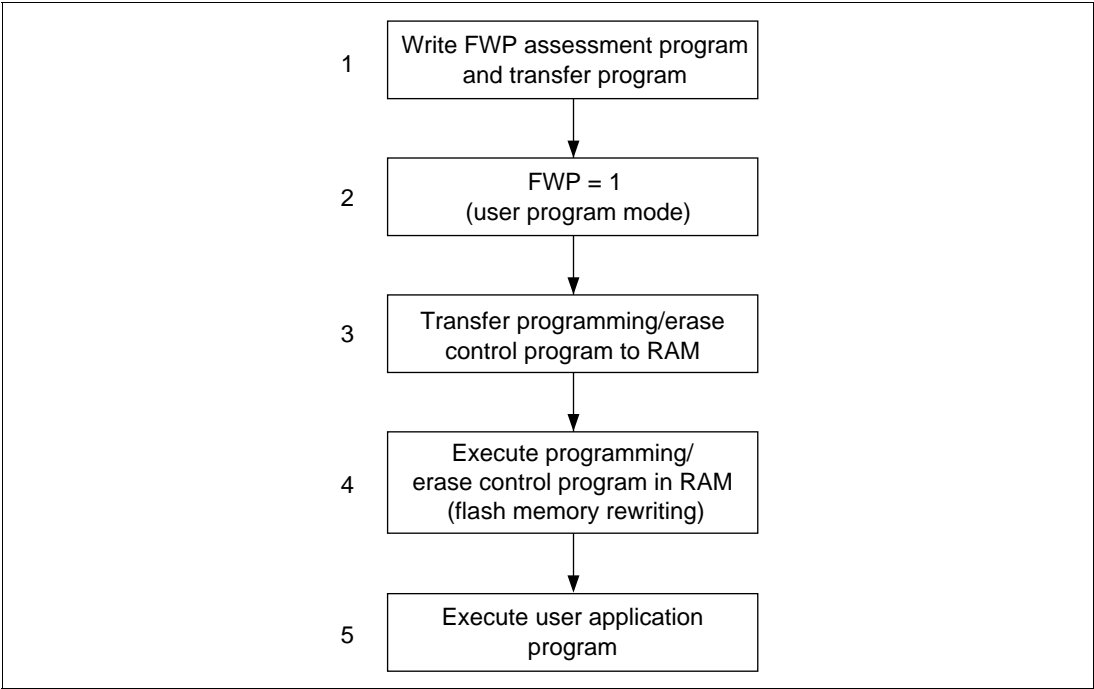 1
Write FWP assessment program
and transfer program
2
FWP = 1
(user program mode)
3
Transfer programming/erase
control program to RAM
4
Execute programming/
erase control program in RAM
(flash memory rewriting)
5
Execute user application
program